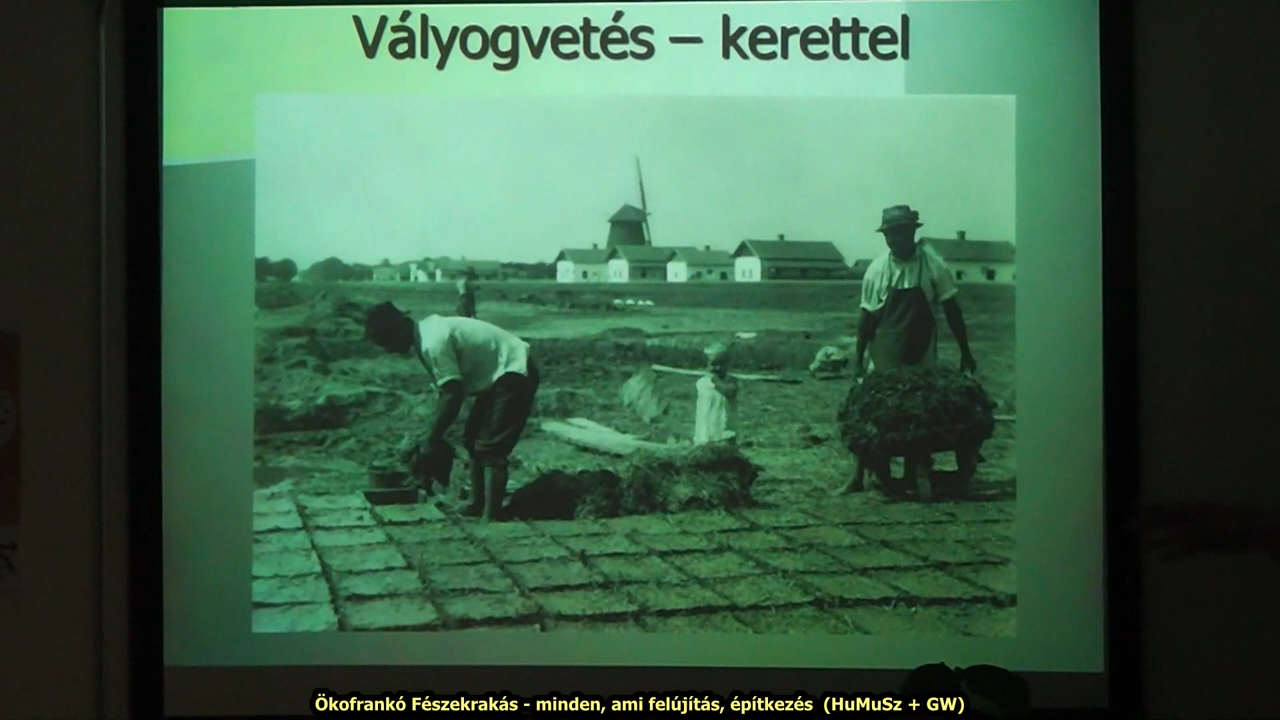 Vályogvetés – kerettel
Ökofrankó Fészekrakás - minden, ami felújítás, építkezés (HuMuSz + GW)